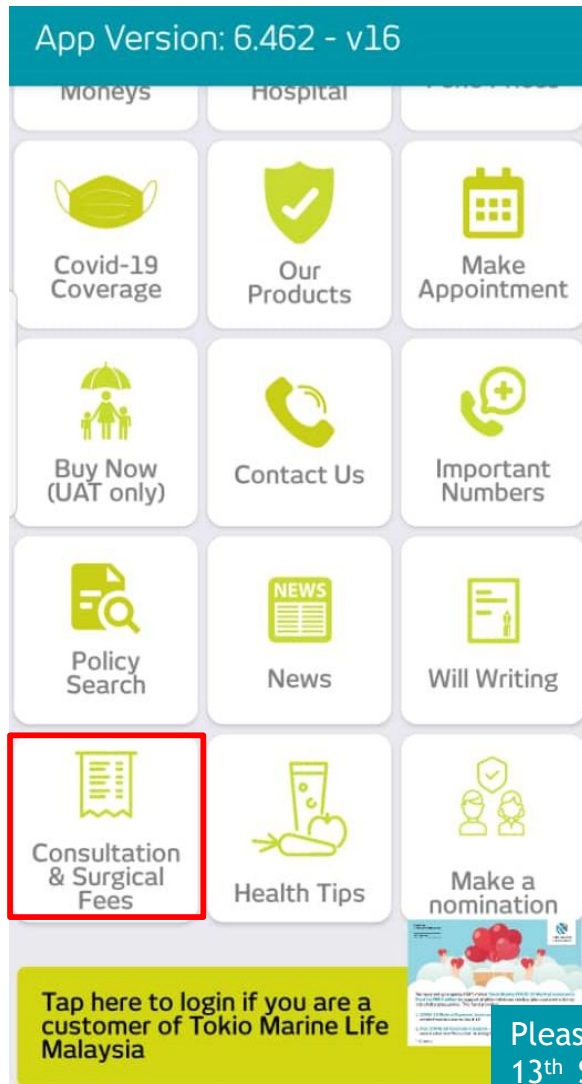 App Version: 6.462 - v16
Moneys
Hospital
Covid-19
Coverage
Our
Products
Make
Appointment
Buy Now
(UAT only)
Contact Us
Important
Numbers
Policy
Search
NEWS
News
Will Writing
Consultation
& Surgical
Fees
Health Tips
Make a
nomination
Tap here to login if you are a
customer of Tokio Marine Life
Malaysia
Pleas
13th S